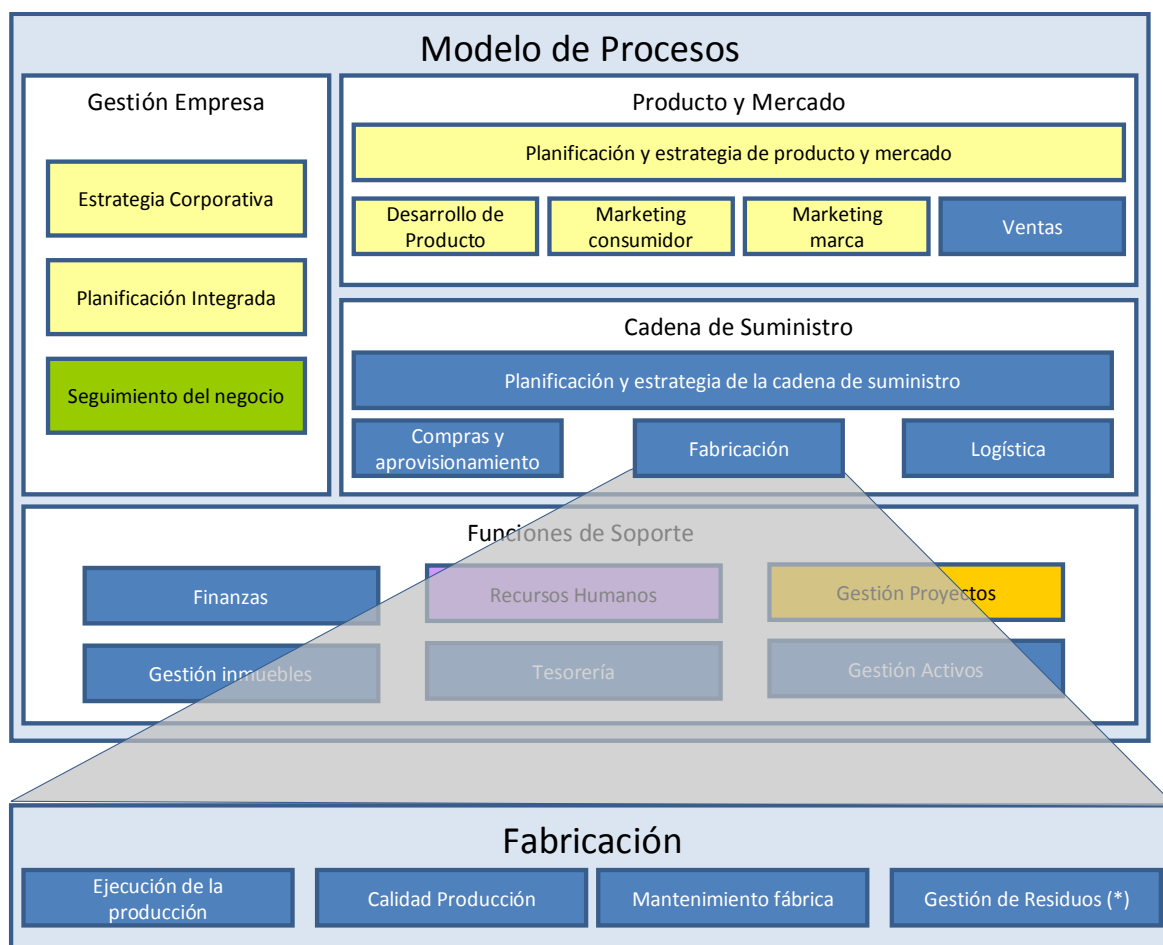 Modelo de Procesos
Gestión Empresa
Estrategia Corporativa
Planificación Integrada
Seguimiento del negocio
Producto y Mercado
Planificación y estrategia de producto y mercado
Desarrollo de
Producto
Marketing
consumidor
Marketing
marca
Ventas
Cadena de Suministro
Planificación y estrategia de la cadena de suministro
Compras y
aprovisionamiento
Fabricación
Logística
Funciones de Soporte
Finanzas
Recursos Humanos
Gestión Proyectos
Gestión inmuebles
Tesorería
Gestión Activos
Fabricación
Ejecución de la
producción
Calidad Producción
Mantenimiento fábrica
Gestión de Residuos (*)